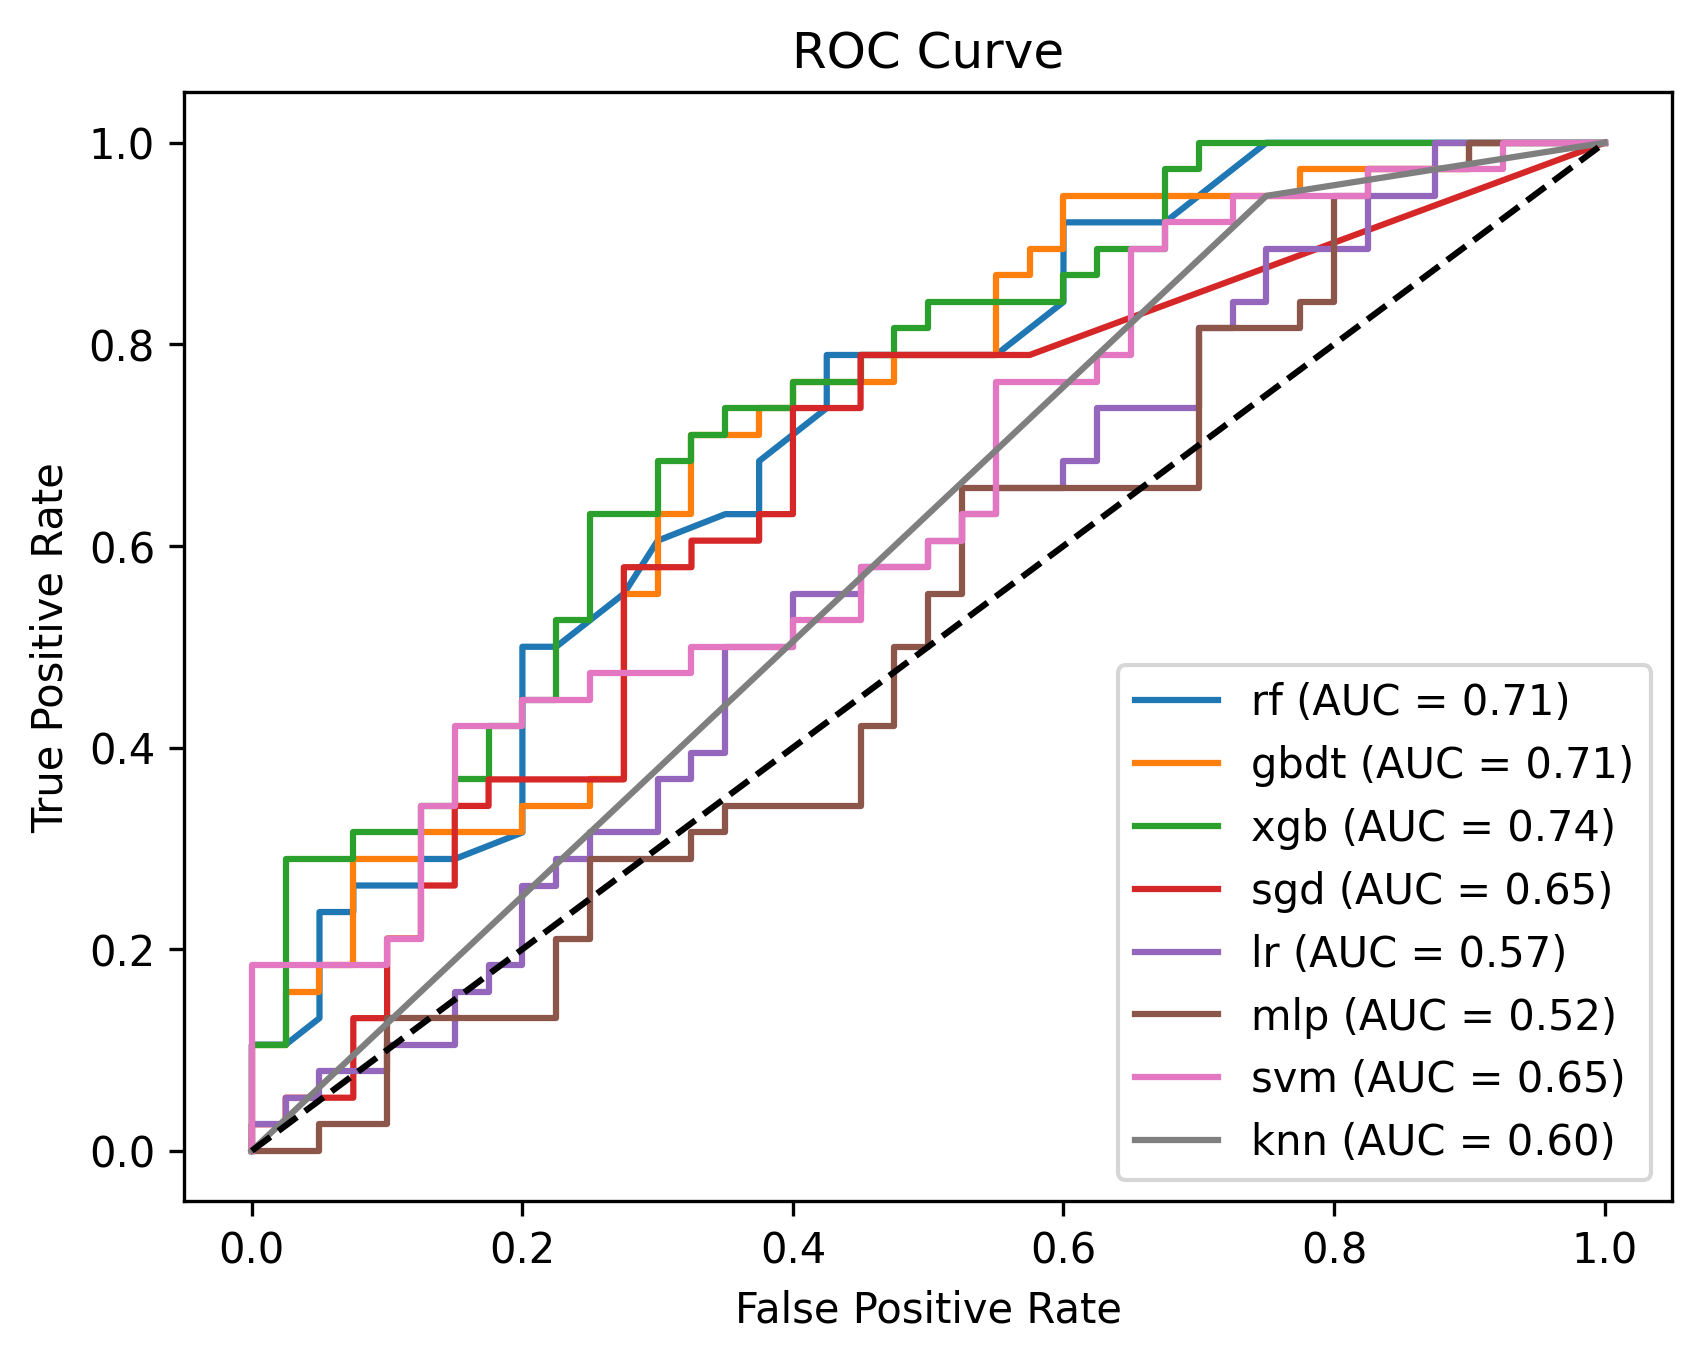 ROC Curve
True Positive Rate
1.0
0.8
0.6
0.4
0.2
0.0
rf (AUC = 0.71)
gbdt (AUC = 0.71)
xgb (AUC = 0.74)
sgd (AUC = 0.65)
lr (AUC = 0.57)
mlp (AUC = 0.52)
svm (AUC = 0.65)
knn (AUC = 0.60)
0.0 0.2 0.4 0.6 0.8 1.0
False Positive Rate